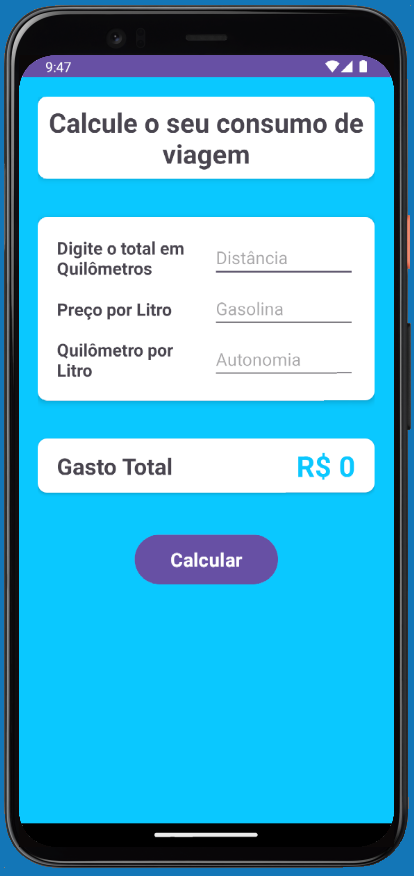 9:47
Calcule o seu consumo de
viagem
Digite o total em
Quilômetros
Distância
Preço por Litro
Gasolina
Quilômetro por
Litro
Autonomia
Gasto Total
R$ 0
Calcular